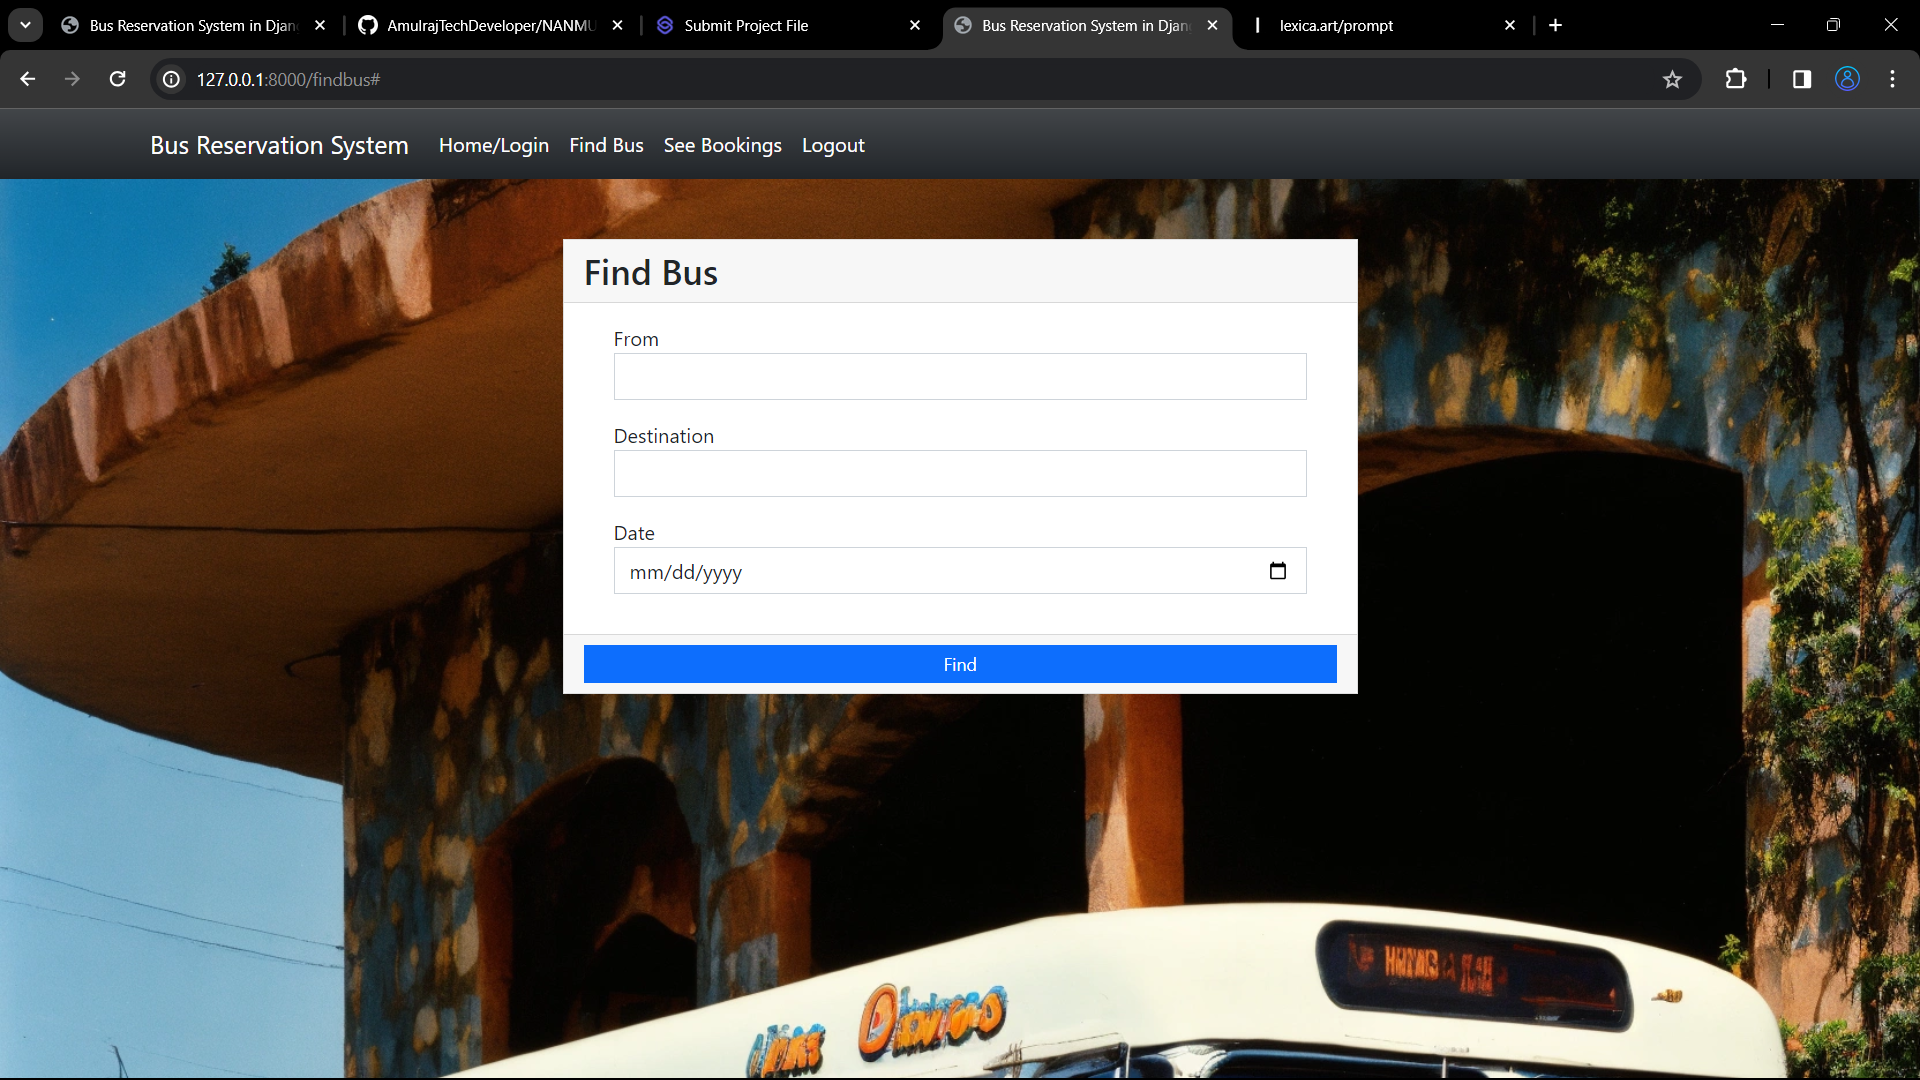 Bus Reservation System in Djan
AmulrajTechDeveloper/NANMU
Submit Project File
Bus Reservation System in Djan
lexica.art/prompt
127.0.0.1:8000/findbus#
Bus Reservation System
Home/Login
Find Bus
See Bookings
Logout
Find Bus
From
Destination
Date
mm/dd/yyyy
Find